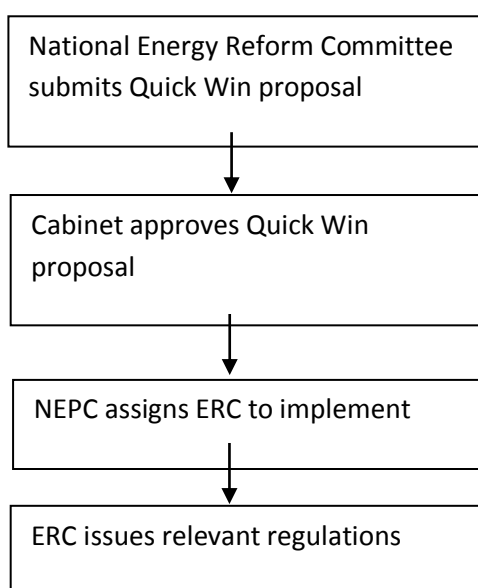 National Energy Reform Committee
submits Quick Win proposal
Cabinet approves Quick Win
proposal
NEPC assigns ERC to implement
ERC issues relevant regulations